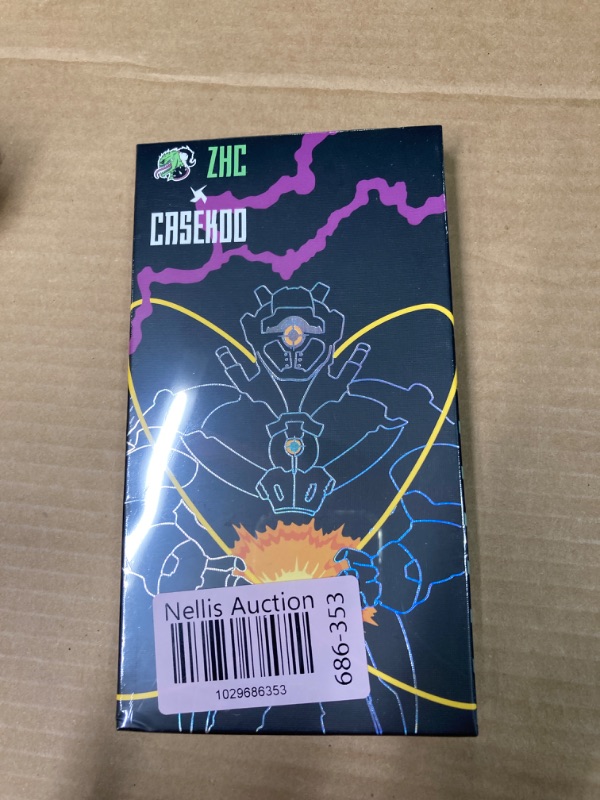 ZHC
CASEKOO
Nellis Auction
1029686353
686-353